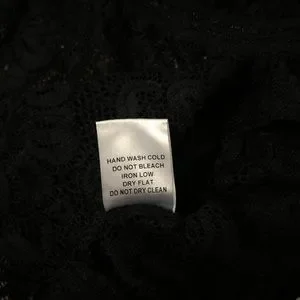 HAND WASH COLD
DO NOT BLEACH
IRON LOW
DRY FLAT
DO NOT DRY CLEAN